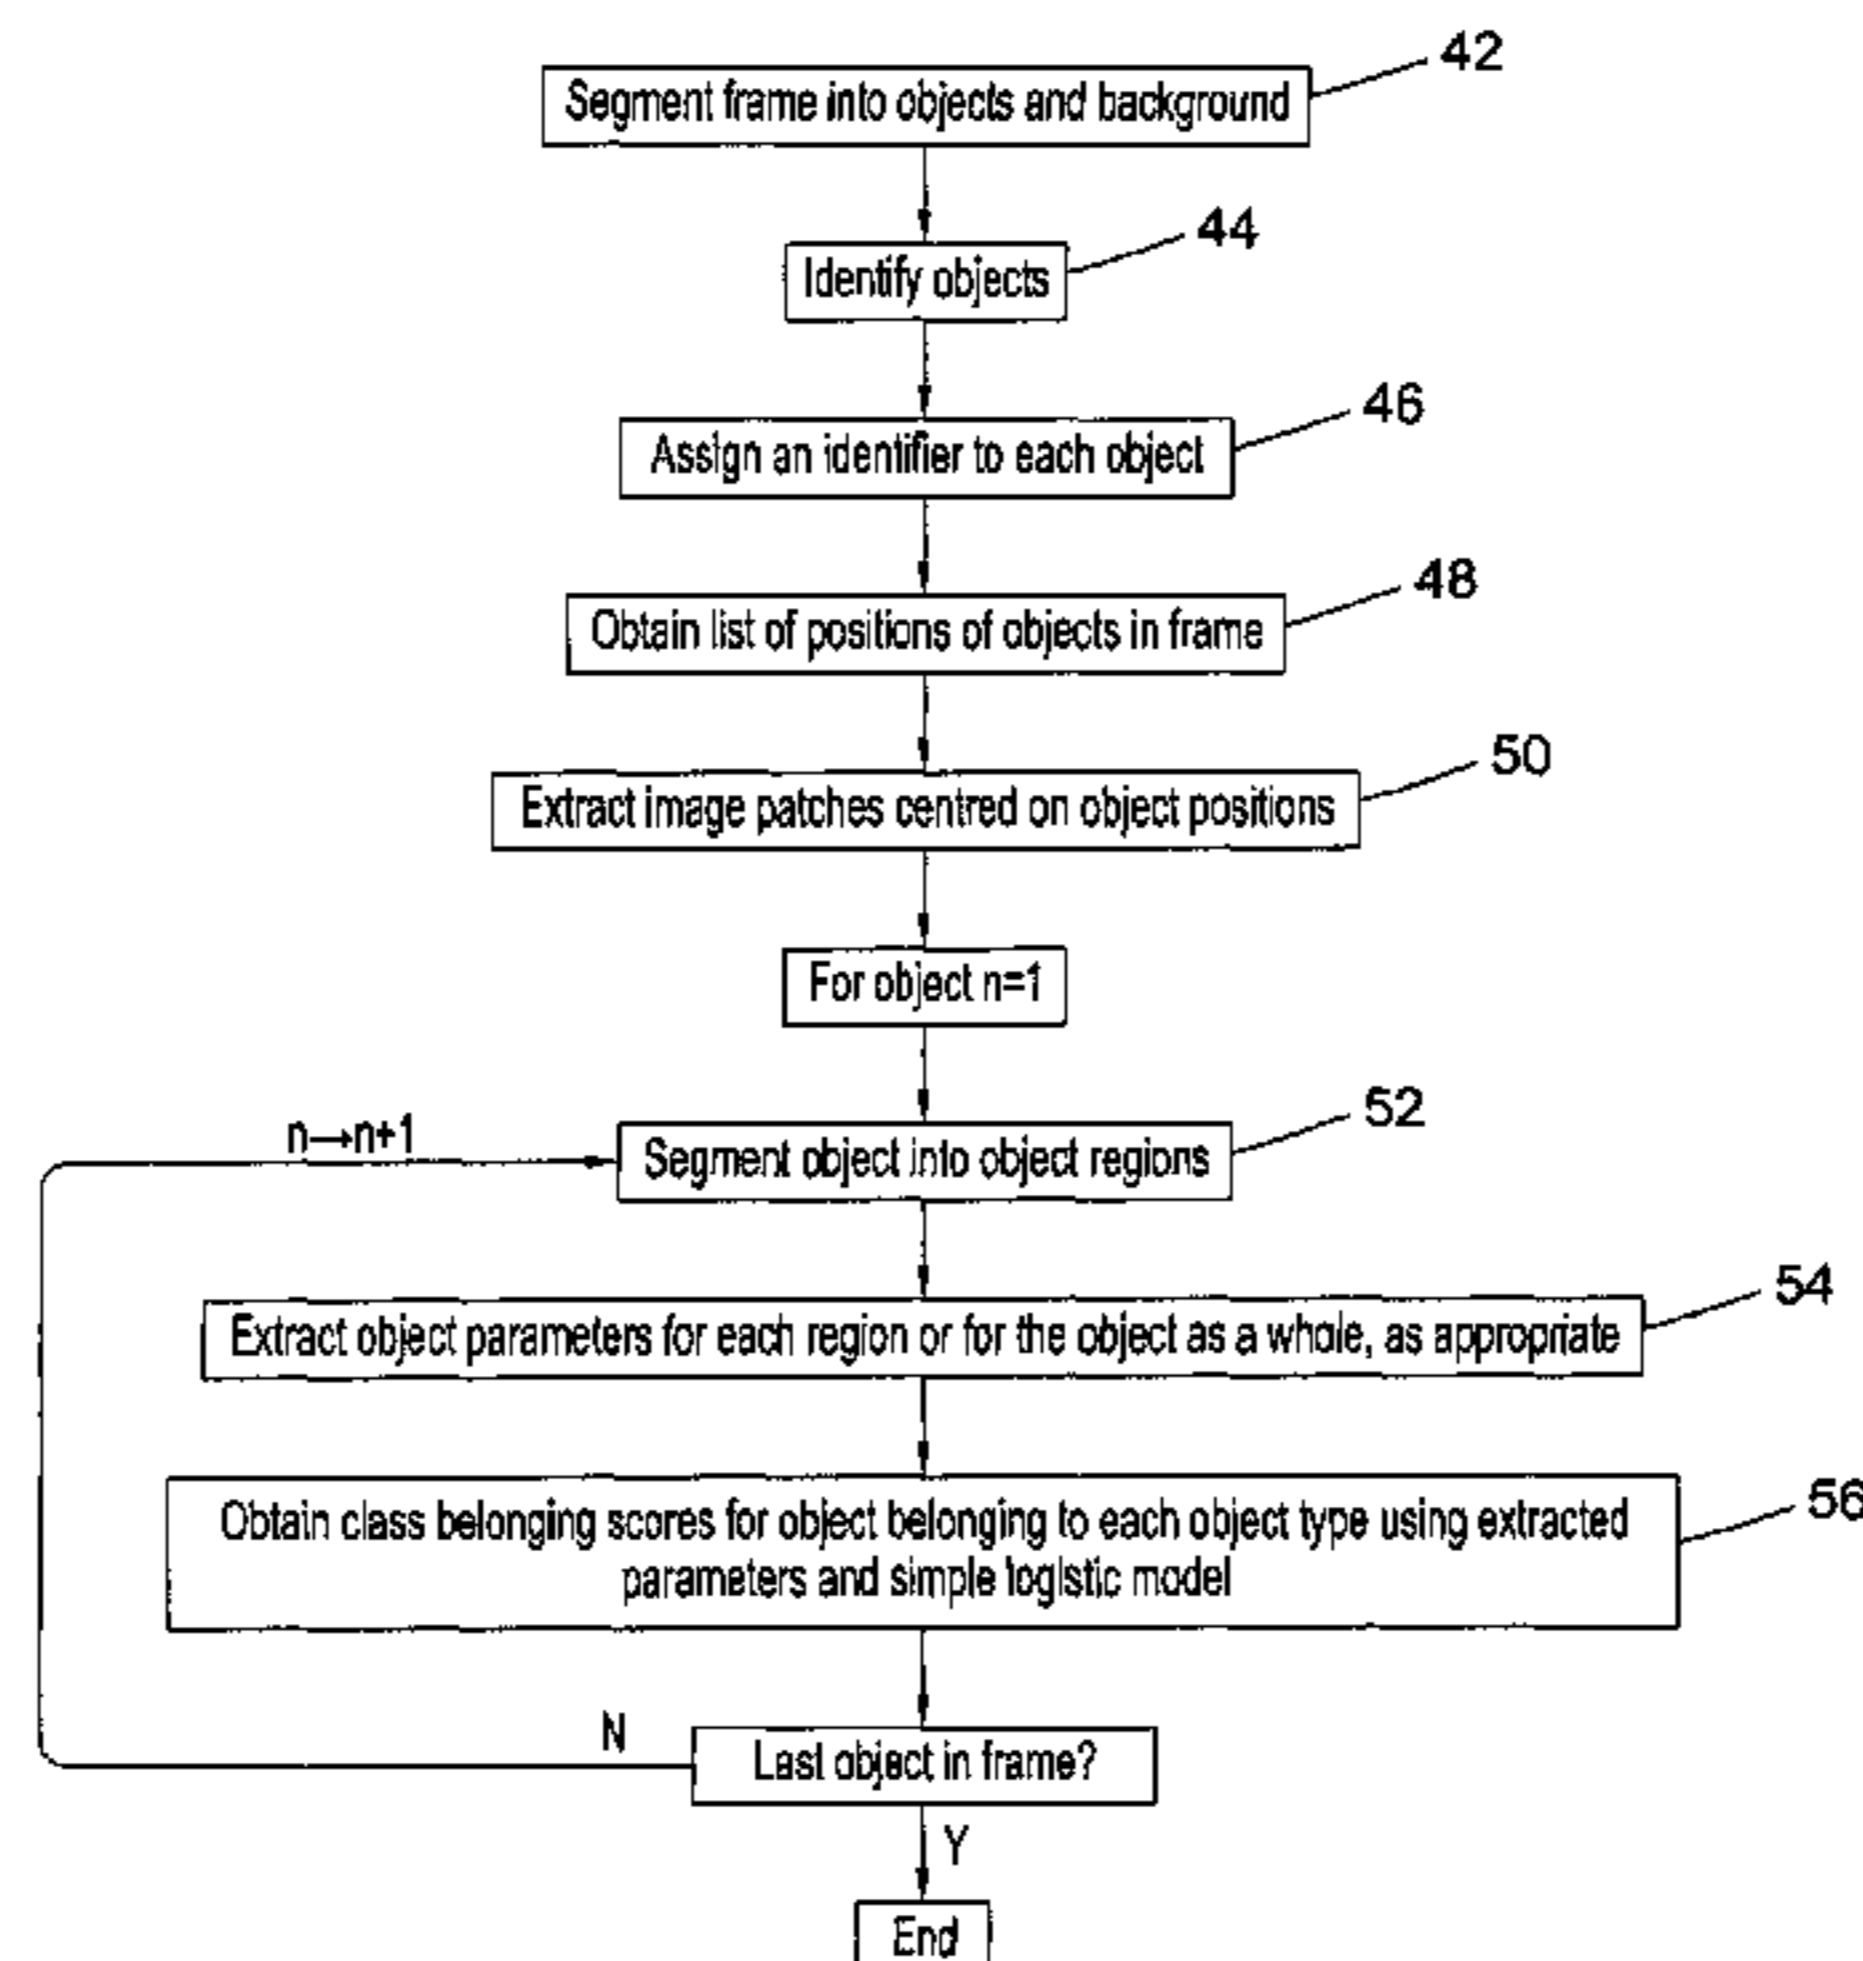 42
Segment frame into objects and background
44
Identify objects
46
Assign an identifier to each object
48
Obtain list of positions of objects in frame
50
Extract image patches centred on object positions
For object n=1
52
n→n+1
Segment object into object regions
54
Extract object parameters for each region or for the object as a whole, as appropriate
56
Obtain class belonging scores for object belonging to each object type using extracted
parameters and simple logistic model
N
Last object in frame?
Y
End